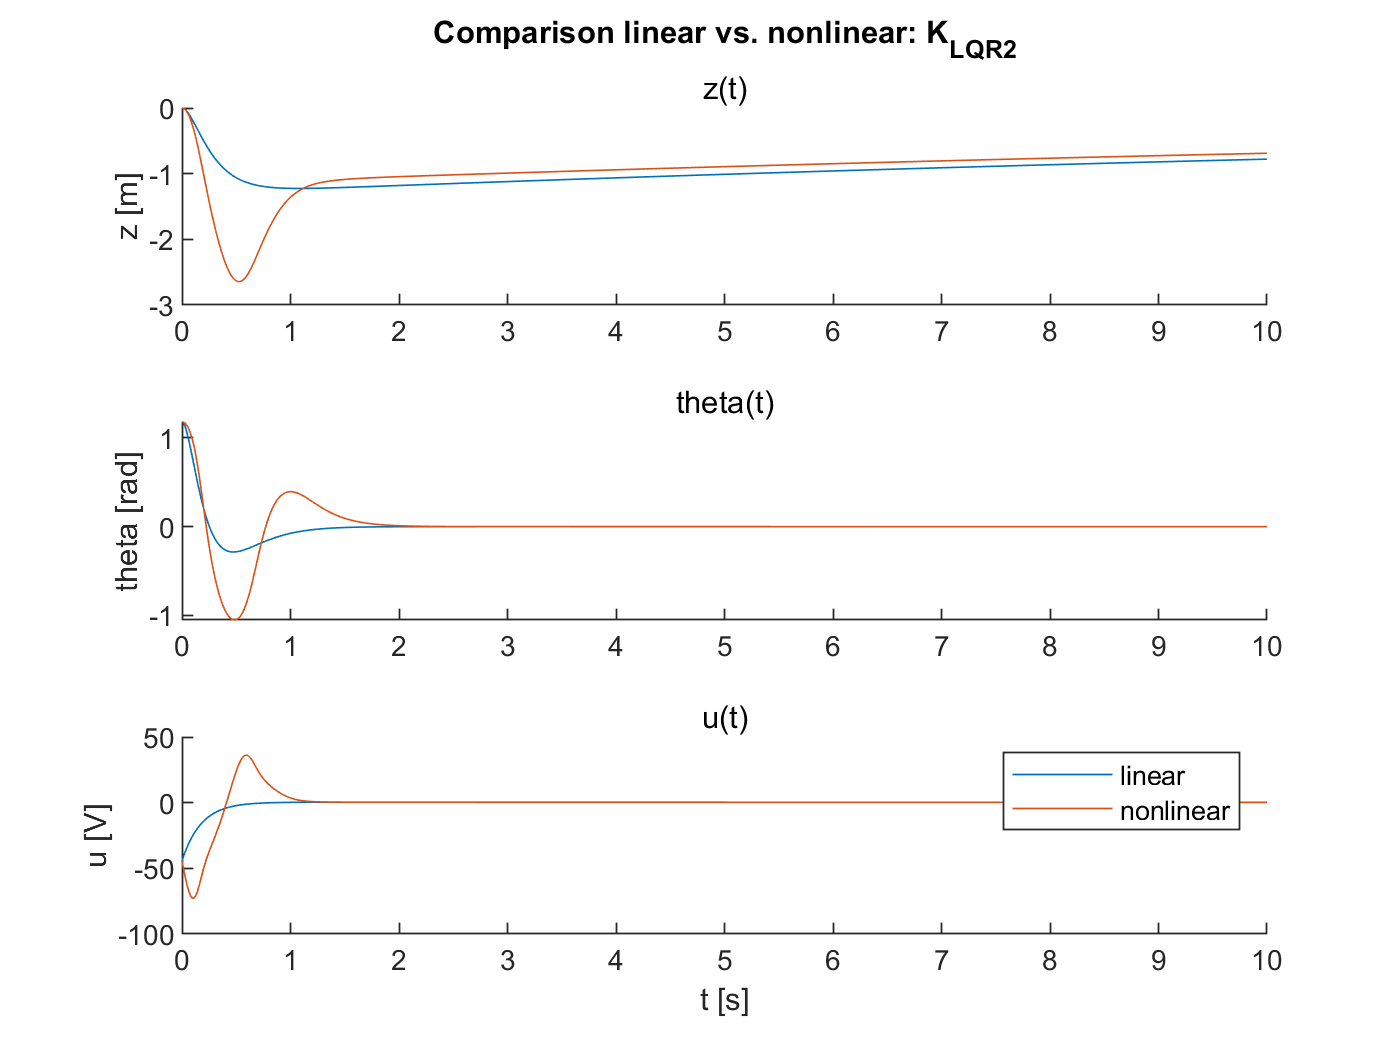 Comparison linear vs. nonlinear: K_LQR2
z(t)
z [m]
0
-1
-2
-3
0 1 2 3 4 5 6 7 8 9 10
theta(t)
theta [rad]
1
0
-1
0 1 2 3 4 5 6 7 8 9 10
u(t)
u [V]
50
0
-50
-100
linear
nonlinear
0 1 2 3 4 5 6 7 8 9 10
t [s]